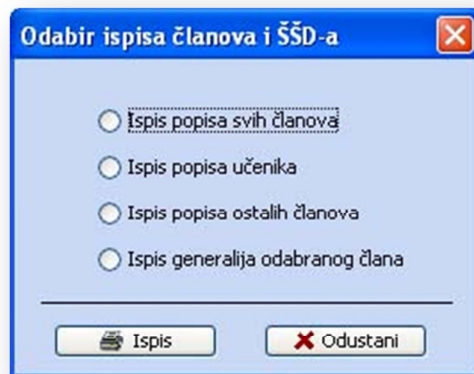 Odabir ispisa članova i ŠŠD-a
Ispis popisa svih članova
Ispis popisa učenika
Ispis popisa ostalih članova
Ispis generalija odabranog člana
Ispis
Odustani